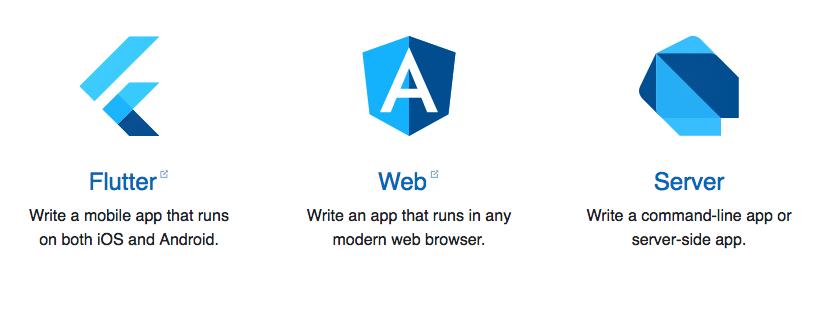 A
Flutter
Write a mobile app that runs
on both iOS and Android.
Web
Write an app that runs in any
modern web browser.
Server
Write a command-line app or
server-side app.